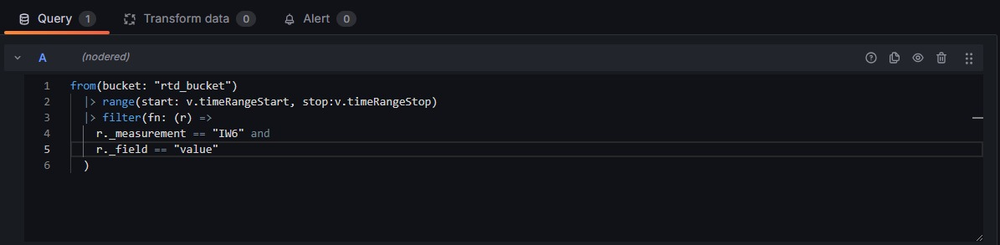 Query 1 Transform data 0 Alert 0
A (nodered)
1 from(bucket: "rtd_bucket")
2 |> range(start: v.timeRangeStart, stop:v.timeRangeStop)
3 |> filter(fn: (r) =>
4 r._measurement == "IW6" and
5 r._field == "value"
6 )